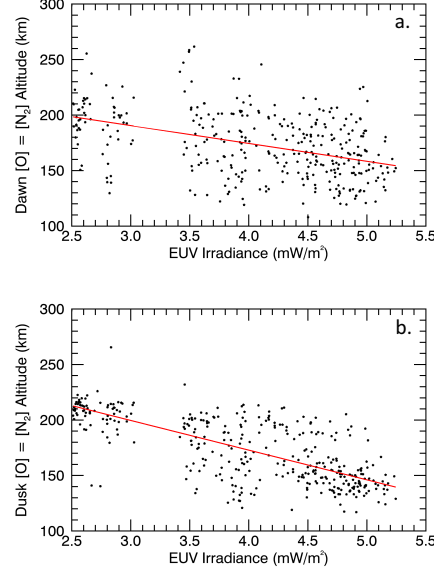 300
a.
250
200
150
100
Dawn [O] = [N₂] Altitude (km)
2.5 3.0 3.5 4.0 4.5 5.0 5.5
EUV Irradiance (mW/m²)
300
b.
250
200
150
100
Dusk [O] = [N₂] Altitude (km)
2.5 3.0 3.5 4.0 4.5 5.0 5.5
EUV Irradiance (mW/m²)